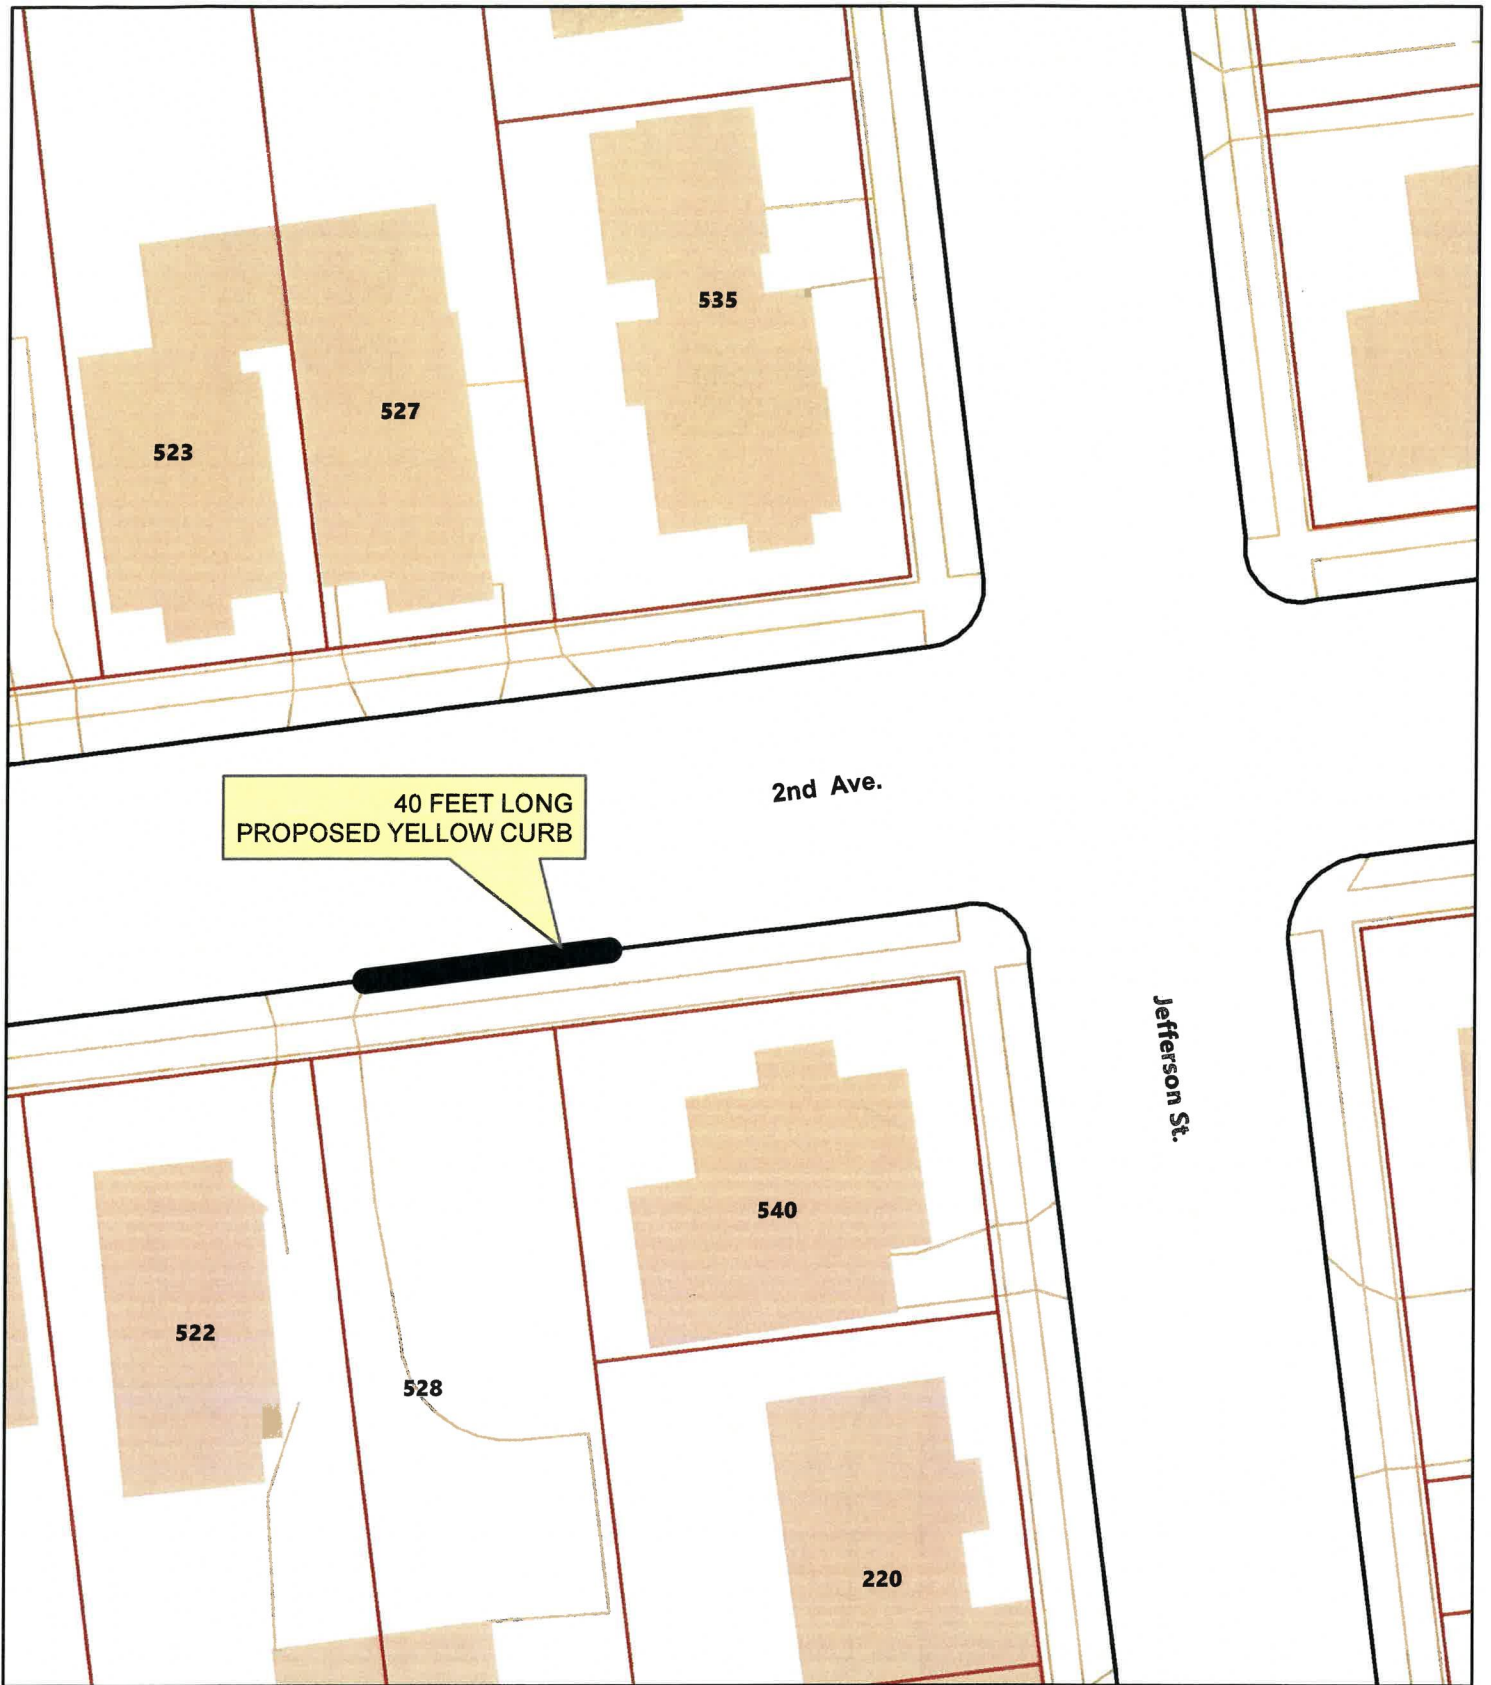 535
527
523
2nd Ave.
40 FEET LONG
PROPOSED YELLOW CURB
Jefferson St.
540
522
528
220